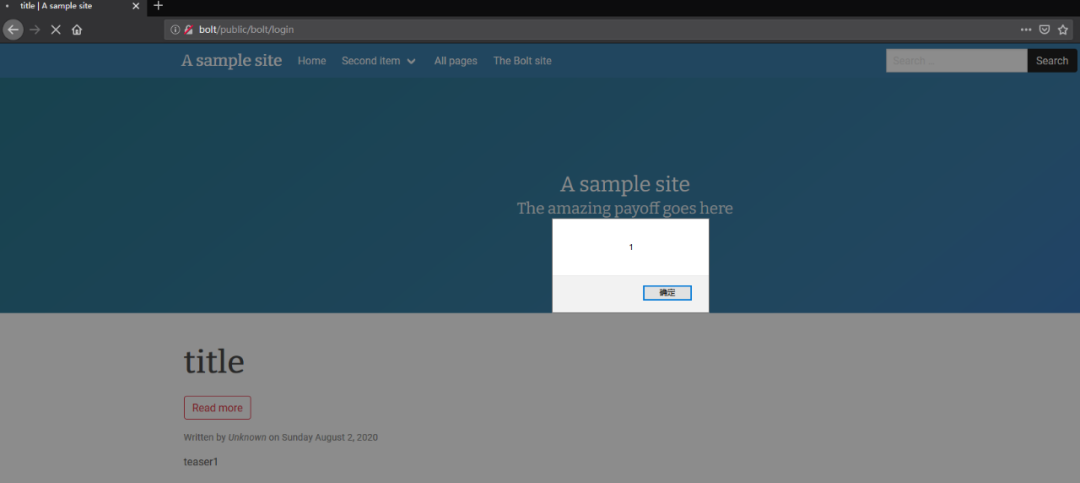 title | A sample site
bolt/public/bolt/login
A sample site Home Second item All pages The Bolt site Search ... Search
A sample site
The amazing payoff goes here
1
确定
title
Read more
Written by Unknown on Sunday August 2, 2020
teaser1